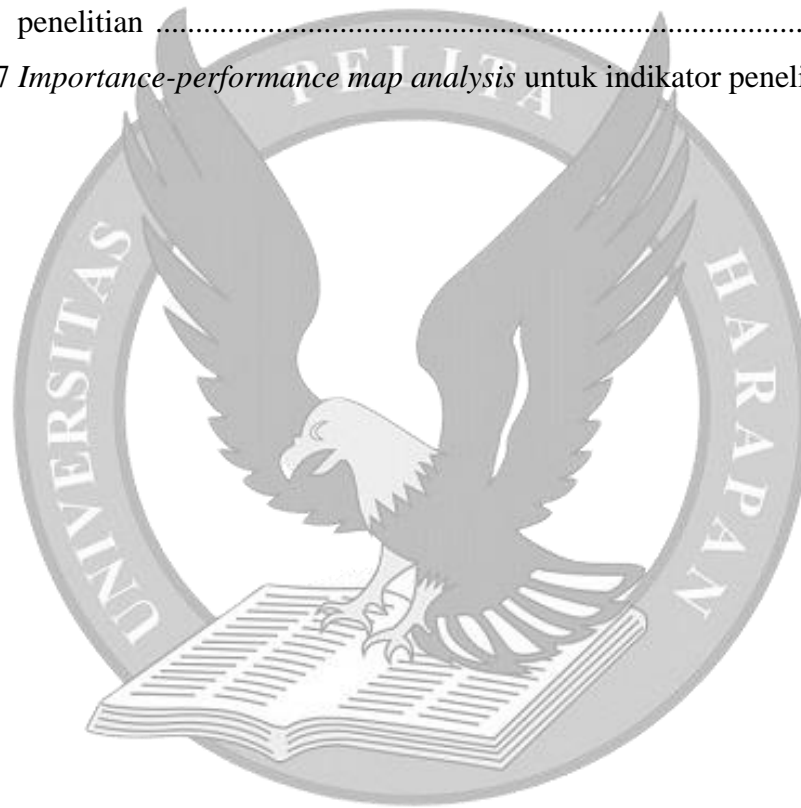 penelitian ..........................................................................................
7 Importance-performance map analysis untuk indikator peneli
UNIVERSITAS PELITA HARAPAN